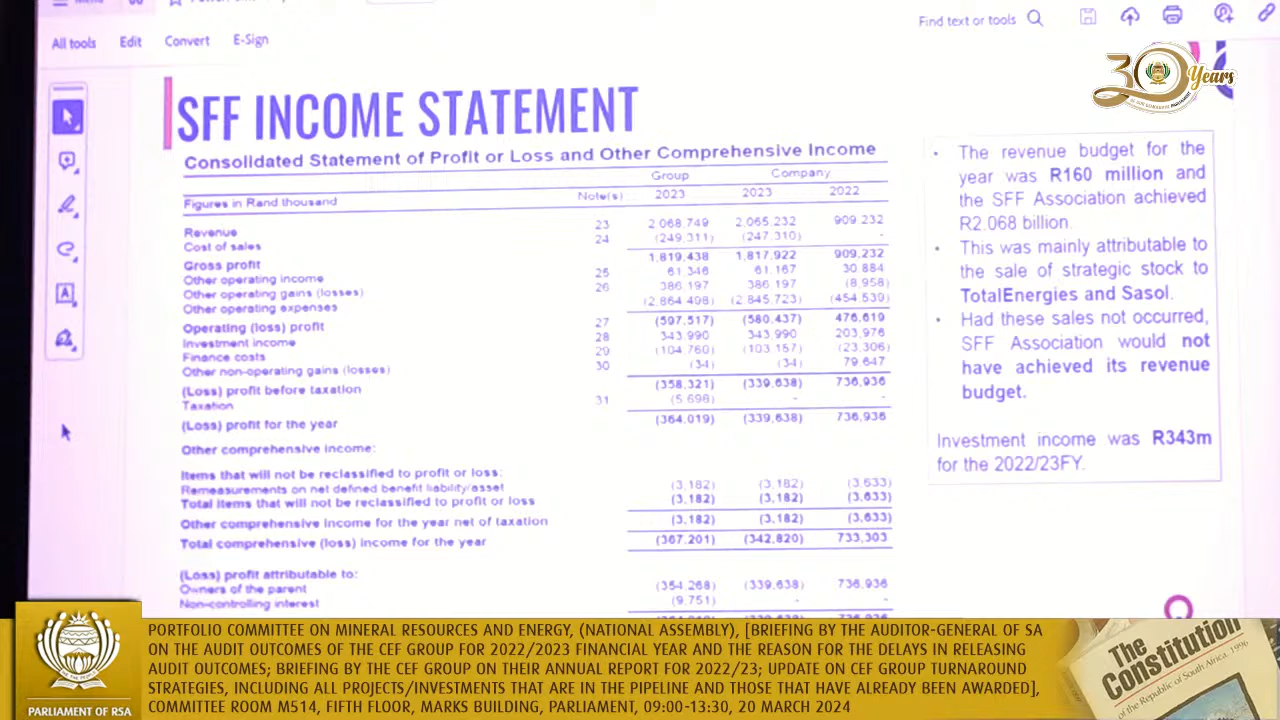 Menu
Find text or tools
All tools Edit Convert E-Sign
30 Years
SFF INCOME STATEMENT
Consolidated Statement of Profit or Loss and Other Comprehensive Income
Group Company
Figures in Rand thousand Note(s) 2023 2023 2022
Revenue 23 2,068,749 2,065,232 909 232
Cost of sales 24 (249,311) (247,310) -
Gross profit 1,819,438 1,817,922 909,232
Other operating income 25 61 346 61,167 30 884
Other operating gains (losses) 26 386 197 386 197 (8,958)
Other operating expenses (2,864 498) (2,845,723) (454 539)
Operating (loss) profit 27 (597,517) (580,437) 476,619
Investment income 28 343 990 343,990 203,976
Finance costs 29 (104 760) (103 157) (23,306)
Other non-operating gains (losses) 30 (34) (34) 79,647
(Loss) profit before taxation (358,321) (339,638) 736,936
Taxation 31 (5 698) - -
(Loss) profit for the year (364,019) (339,638) 736,936
Other comprehensive income:
Items that will not be reclassified to profit or loss:
Remeasurements on net defined benefit liability/asset (3,182) (3,182) (3,633)
Total items that will not be reclassified to profit or loss (3,182) (3,182) (3,633)
Other comprehensive income for the year net of taxation (3,182) (3,182) (3,633)
Total comprehensive (loss) income for the year (367,201) (342,820) 733,303
(Loss) profit attributable to:
Owners of the parent (354 268) (339,638) 736,936
Non-controlling interest (9,751) - -
• The revenue budget for the
year was R160 million and
the SFF Association achieved
R2.068 billion.
• This was mainly attributable to
the sale of strategic stock to
TotalEnergies and Sasol.
• Had these sales not occurred,
SFF Association would not
have achieved its revenue
budget.
Investment income was R343m
for the 2022/23FY.
PORTFOLIO COMMITTEE ON MINERAL RESOURCES AND ENERGY, (NATIONAL ASSEMBLY), [BRIEFING BY THE AUDITOR-GENERAL OF SA
ON THE AUDIT OUTCOMES OF THE CEF GROUP FOR 2022/2023 FINANCIAL YEAR AND THE REASON FOR THE DELAYS IN RELEASING
AUDIT OUTCOMES; BRIEFING BY THE CEF GROUP ON THEIR ANNUAL REPORT FOR 2022/23; UPDATE ON CEF GROUP TURNAROUND
STRATEGIES, INCLUDING ALL PROJECTS/INVESTMENTS THAT ARE IN THE PIPELINE AND THOSE THAT HAVE ALREADY BEEN AWARDED],
COMMITTEE ROOM M514, FIFTH FLOOR, MARKS BUILDING, PARLIAMENT, 09:00-13:30, 20 MARCH 2024
PARLIAMENT OF RSA
The
Constitution
of the Republic of South Africa, 1996